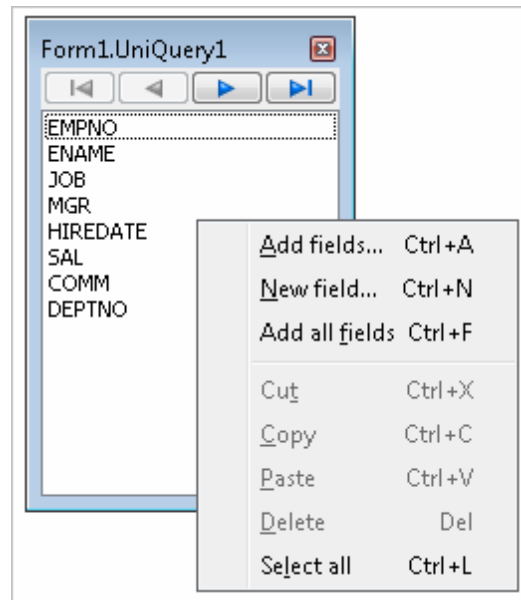 Form1.UniQuery1
EMPNO
ENAME
JOB
MGR
HIREDATE
SAL
COMM
DEPTNO
Add fields... Ctrl+A
New field... Ctrl+N
Add all fields Ctrl+F
Cut Ctrl+X
Copy Ctrl+C
Paste Ctrl+V
Delete Del
Select all Ctrl+L